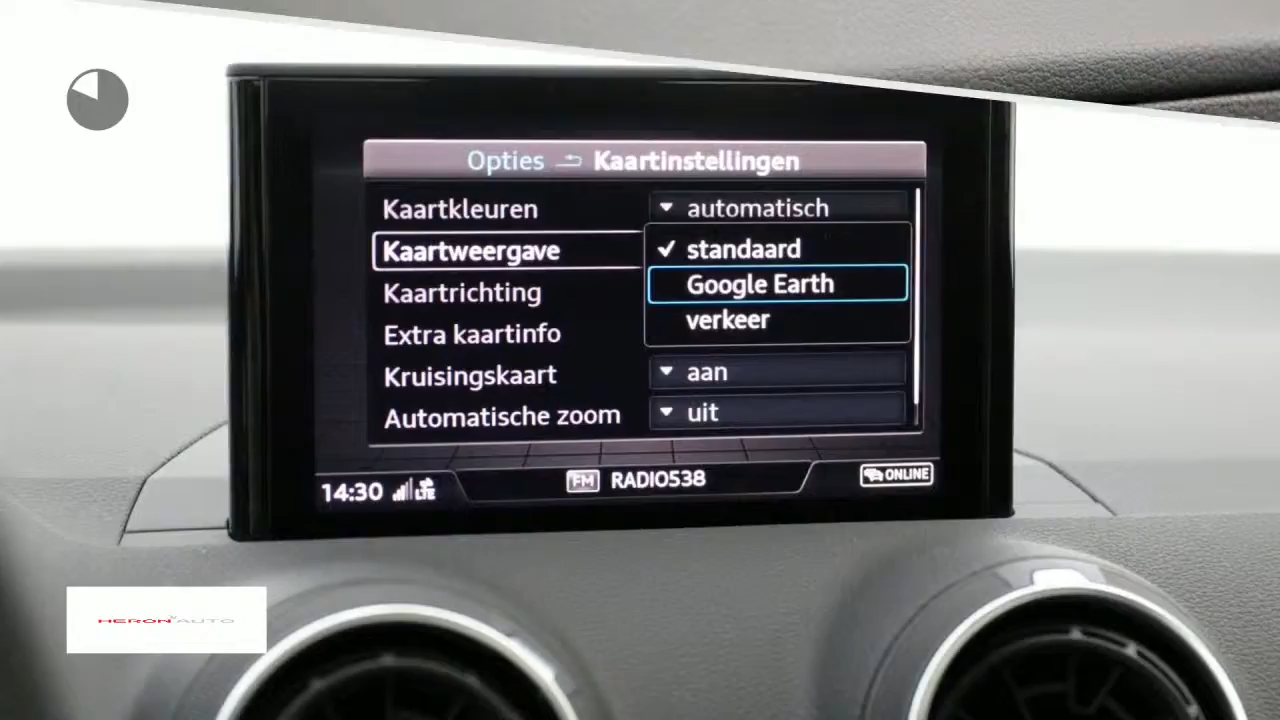 Opties Kaartinstellingen
Kaartkleuren automatisch
Kaartweergave standaard
Kaartrichting Google Earth
verkeer
Extra kaartinfo
Kruisingskaart aan
Automatische zoom uit
14:30 LTE FM RADIO538 ONLINE
HERON AUTO